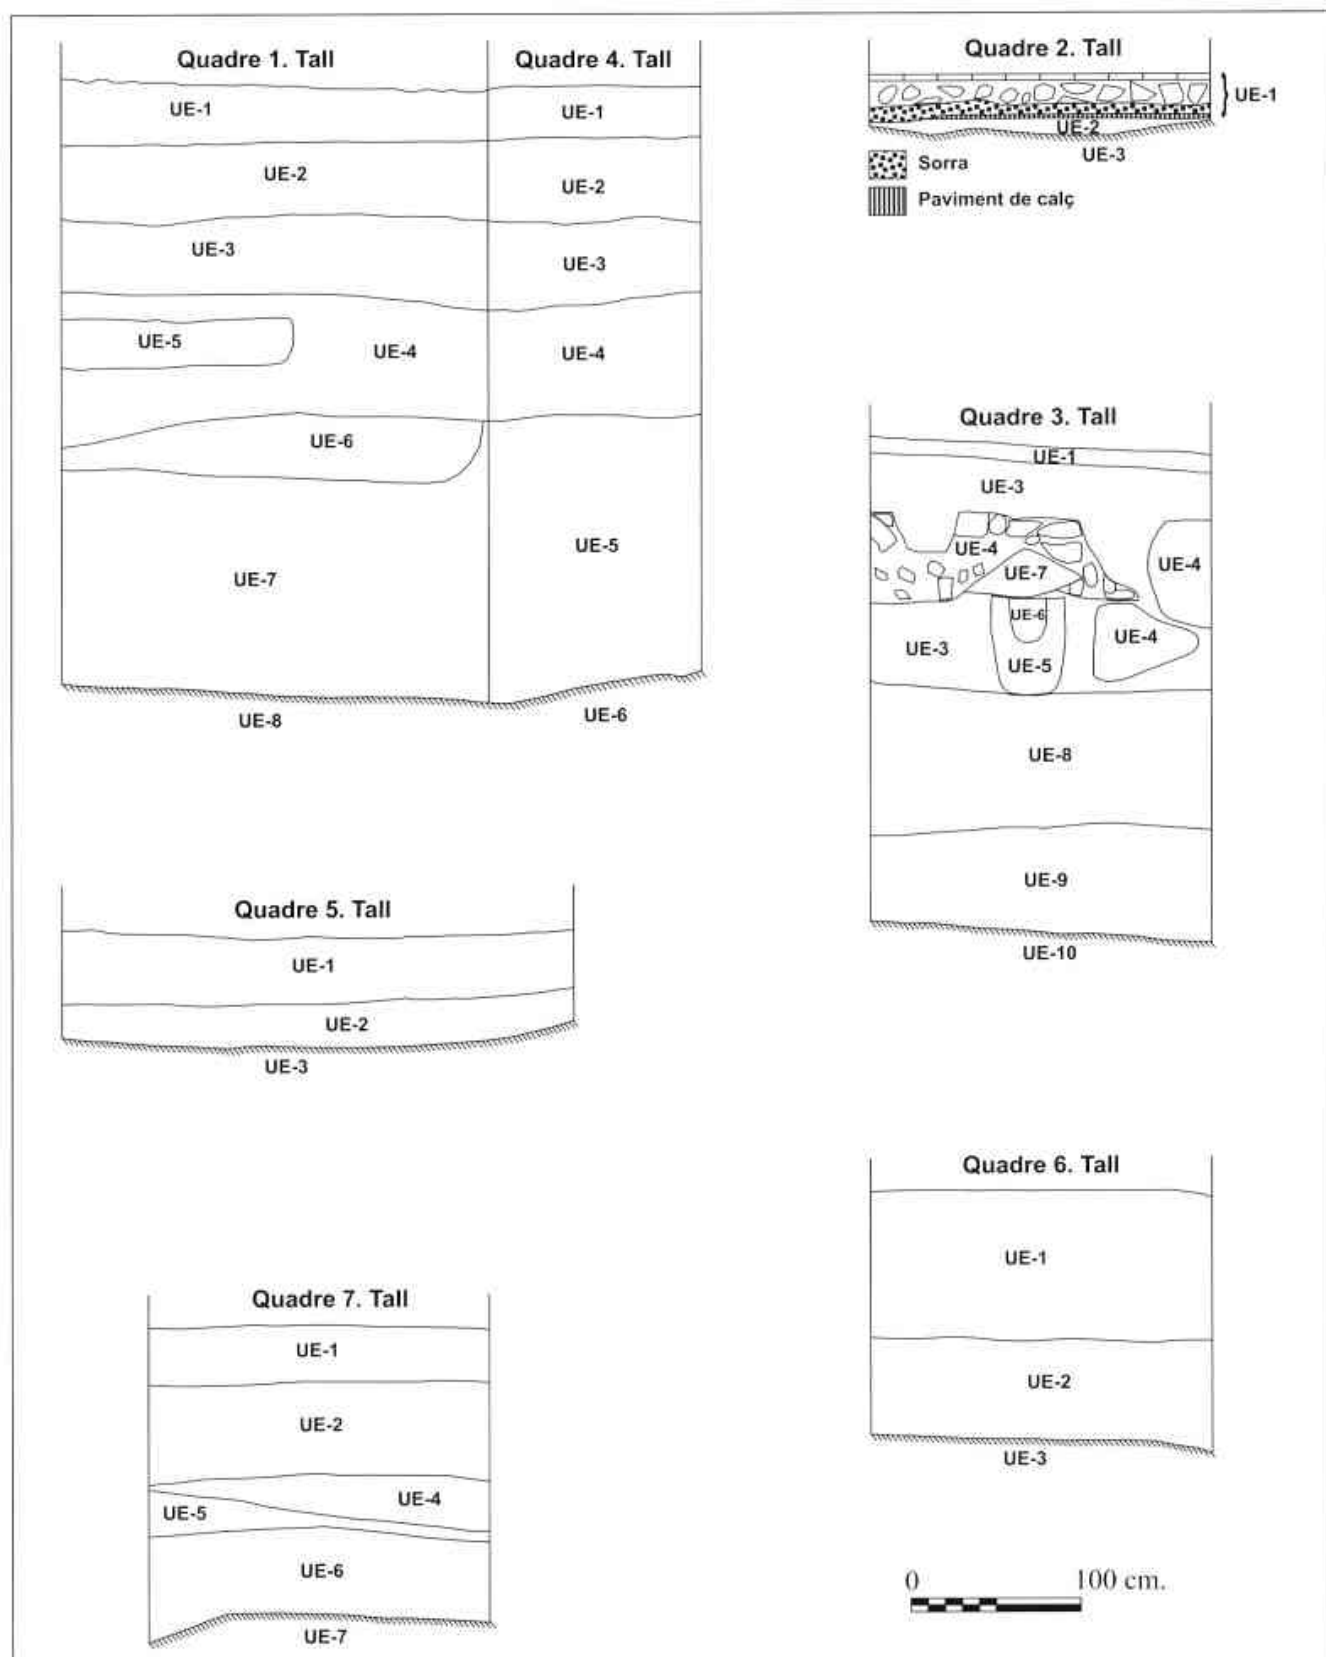 Quadre 1. Tall
UE-1
UE-2
UE-3
UE-5
UE-4
UE-6
UE-7
UE-8
Quadre 4. Tall
UE-1
UE-2
UE-3
UE-4
UE-5
UE-6
Quadre 2. Tall
UE-1
UE-2
UE-3
Sorra
Paviment de calç
Quadre 3. Tall
UE-1
UE-3
UE-4
UE-7
UE-4
UE-6
UE-3
UE-5
UE-4
UE-8
UE-9
UE-10
Quadre 5. Tall
UE-1
UE-2
UE-3
Quadre 6. Tall
UE-1
UE-2
UE-3
Quadre 7. Tall
UE-1
UE-2
UE-4
UE-5
UE-6
UE-7
0 100 cm.